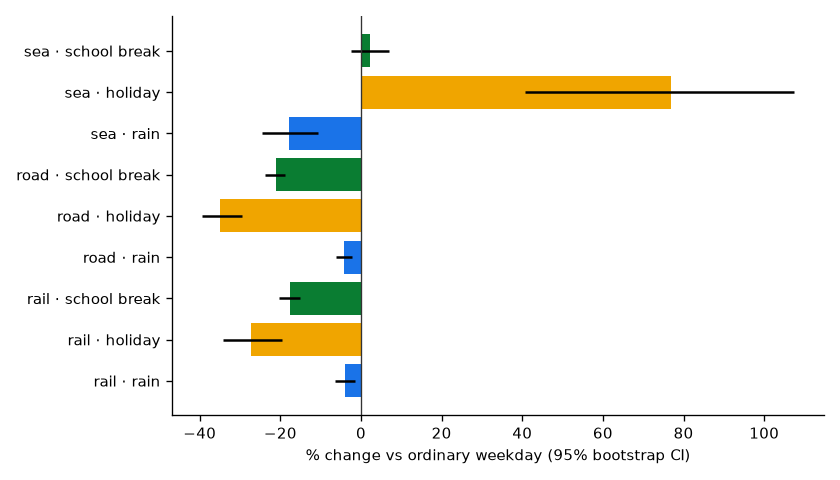 sea · school break
sea · holiday
sea · rain
road · school break
road · holiday
road · rain
rail · school break
rail · holiday
rail · rain
−40 −20 0 20 40 60 80 100
% change vs ordinary weekday (95% bootstrap CI)